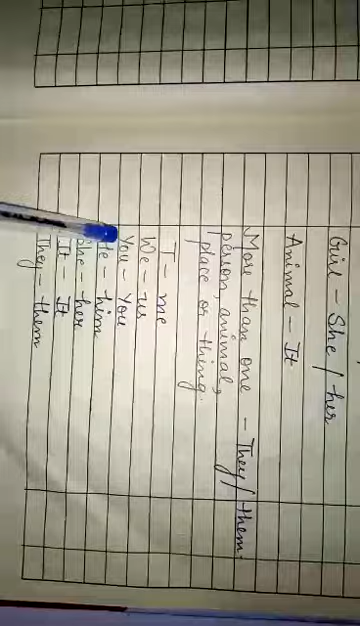 Girl - She / her
Animal - It
More than one - They / them
person, animal,
place or thing.
I - me
We - us
You - You
He - him
She - her
It - It
They - them